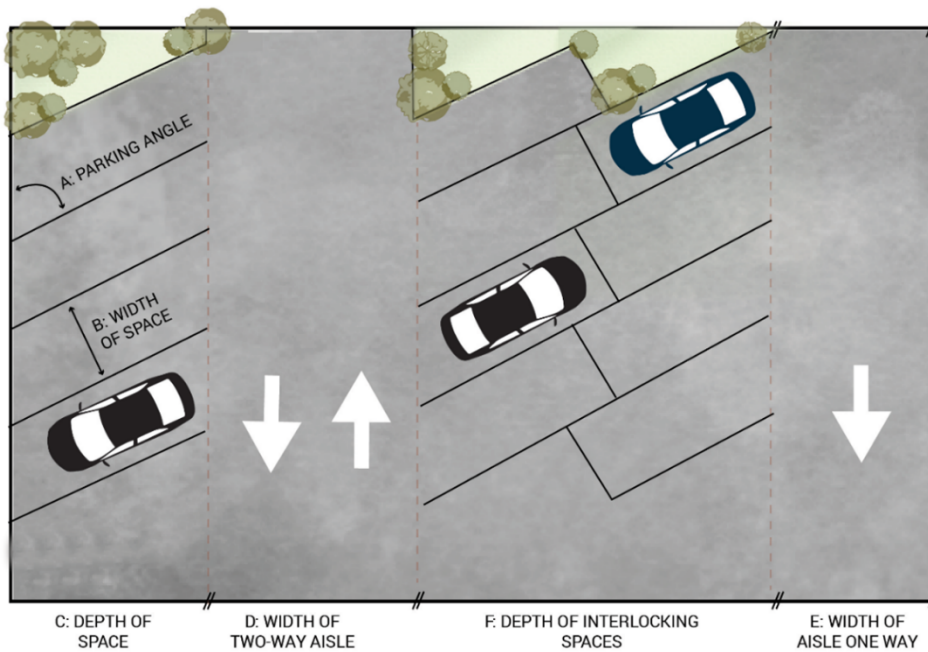 A: PARKING ANGLE
B: WIDTH
OF SPACE
C: DEPTH OF
SPACE
D: WIDTH OF
TWO-WAY AISLE
F: DEPTH OF INTERLOCKING
SPACES
E: WIDTH OF
AISLE ONE WAY